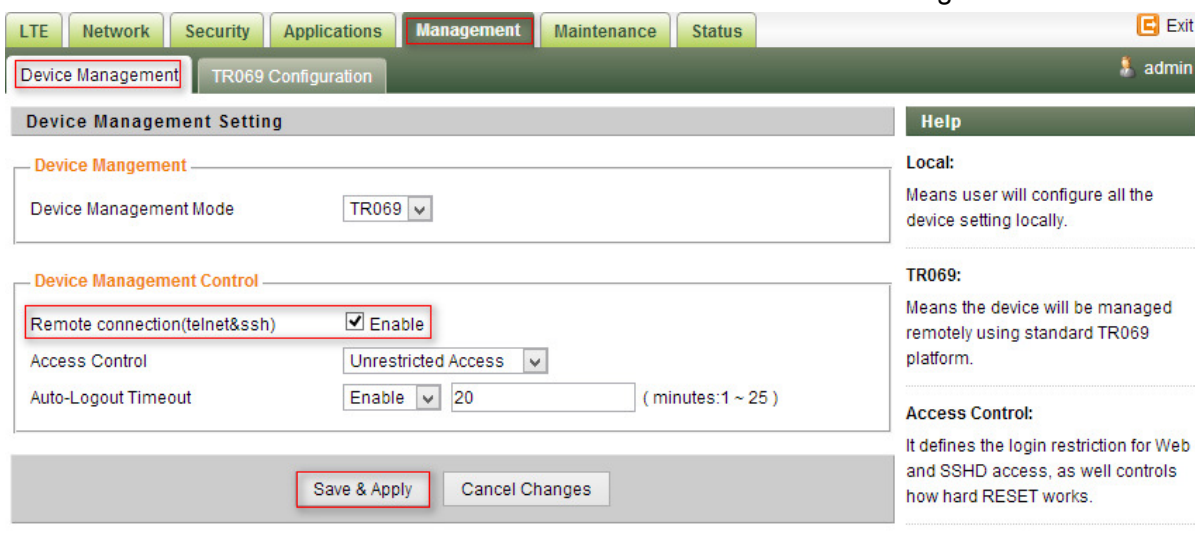 LTE Network Security Applications Management Maintenance Status Exit
Device Management TR069 Configuration admin
Device Management Setting
Device Mangement
Device Management Mode TR069
Device Management Control
Remote connection(telnet&ssh) Enable
Access Control Unrestricted Access
Auto-Logout Timeout Enable 20 ( minutes:1 ~ 25 )
Save & Apply Cancel Changes
Help
Local:
Means user will configure all the
device setting locally.
TR069:
Means the device will be managed
remotely using standard TR069
platform.
Access Control:
It defines the login restriction for Web
and SSHD access, as well controls
how hard RESET works.